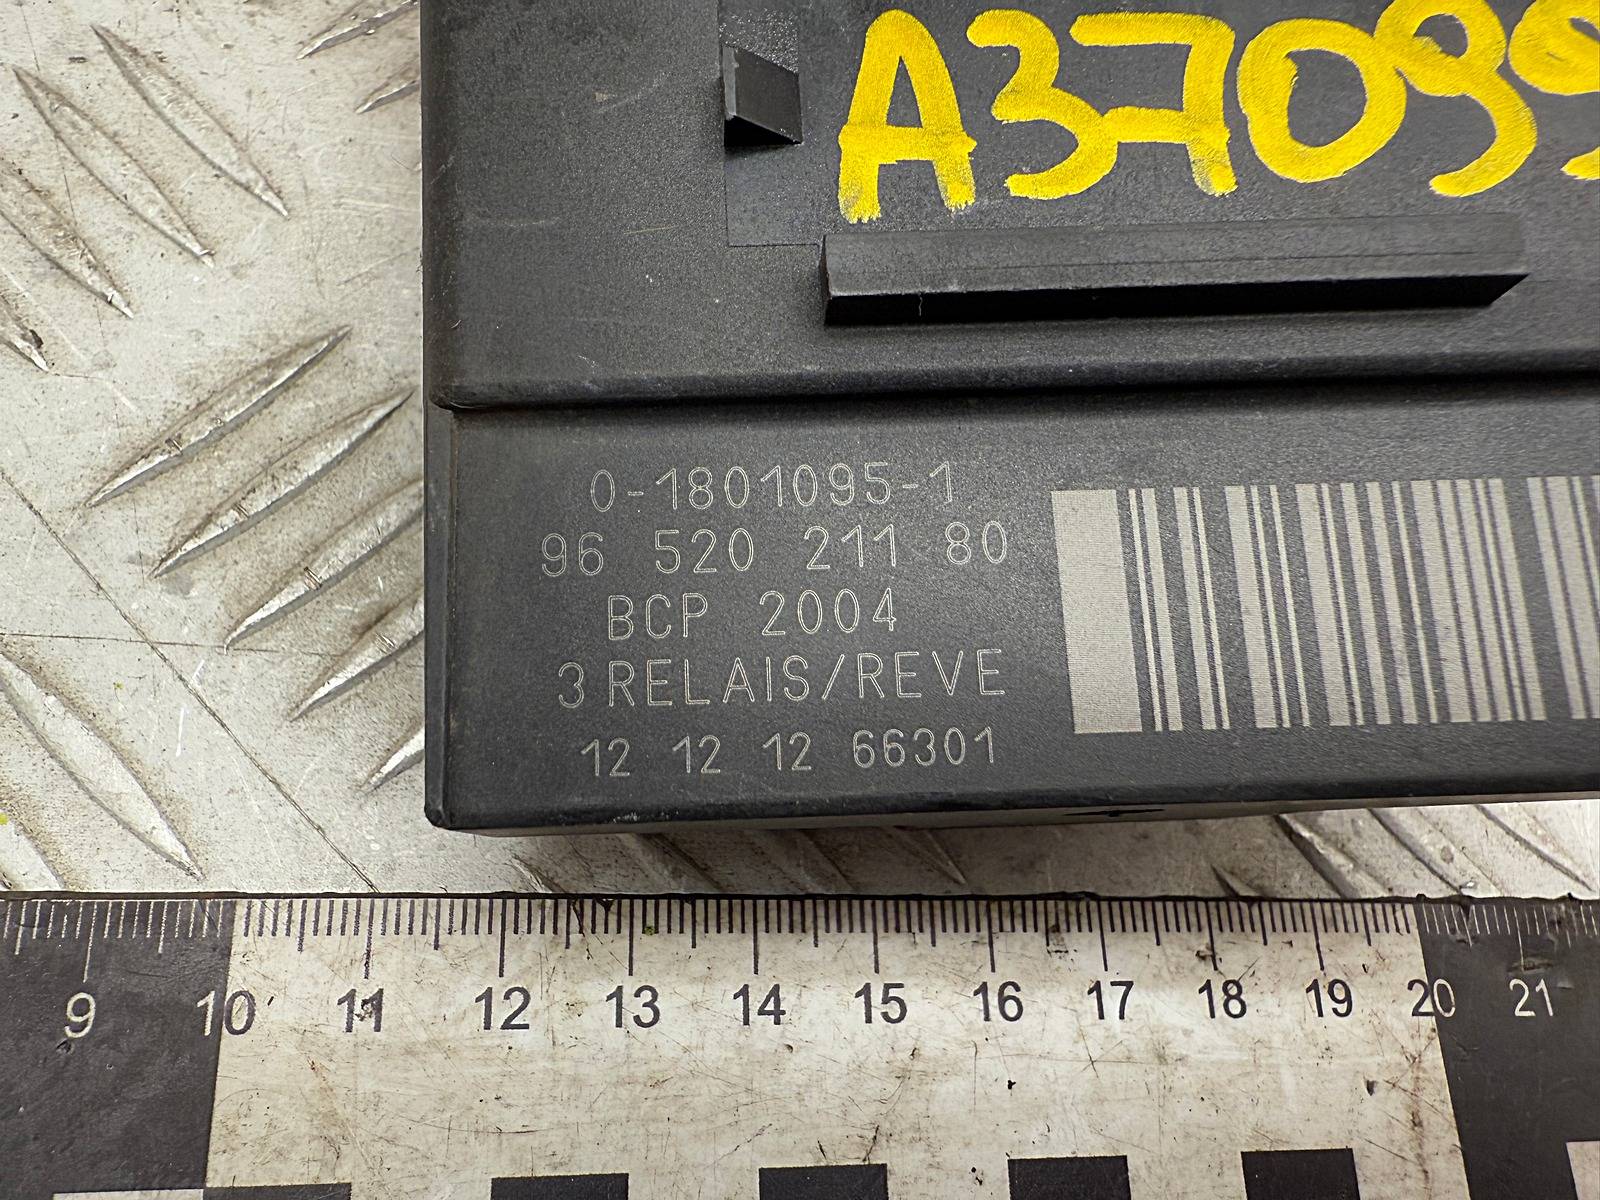 A37099
0-1801095-1
96 520 211 80
BCP 2004
3 RELAIS/REVE
12 12 12 66301
9 10 11 12 13 14 15 16 17 18 19 20 21